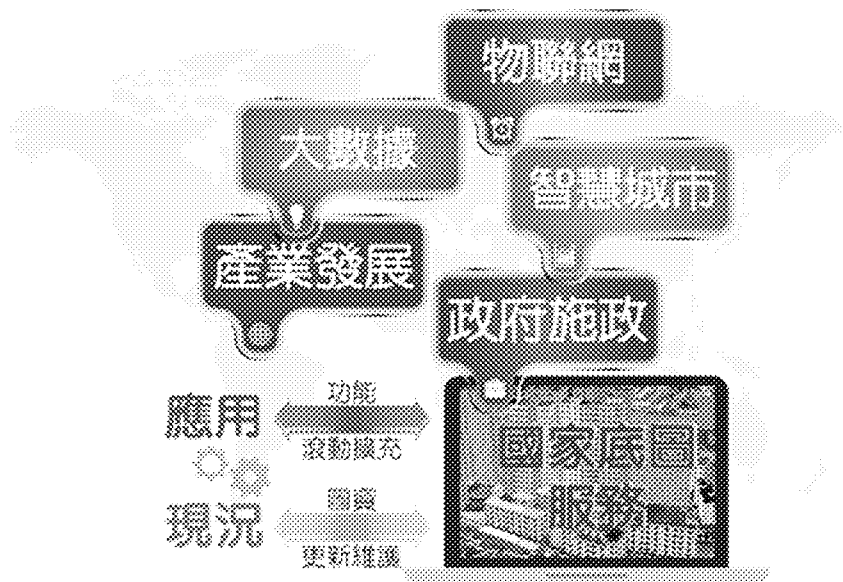 物聯網
大數據
智慧城市
產業發展
政府施政
應用
功能
滾動擴充
國家底圖
服務
現況
圖資
更新維護